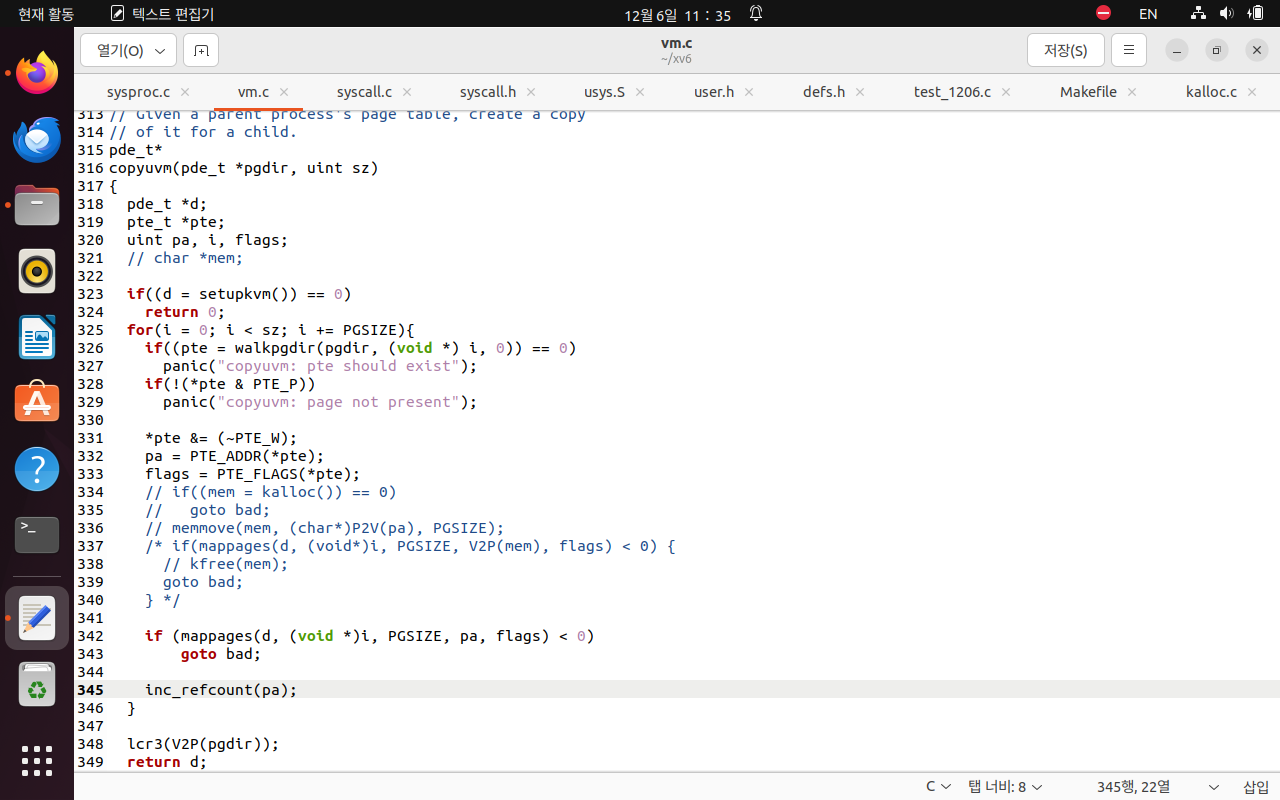 현재 활동
텍스트 편집기
12월 6일 11 : 35
EN
열기(O)
vm.c
~/xv6
저장(S)
sysproc.c
vm.c
syscall.c
syscall.h
usys.S
user.h
defs.h
test_1206.c
Makefile
kalloc.c
313 // Given a parent process's page table, create a copy
314 // of it for a child.
315 pde_t*
316 copyuvm(pde_t *pgdir, uint sz)
317 {
318   pde_t *d;
319   pte_t *pte;
320   uint pa, i, flags;
321   // char *mem;
322
323   if((d = setupkvm()) == 0)
324     return 0;
325   for(i = 0; i < sz; i += PGSIZE){
326     if((pte = walkpgdir(pgdir, (void *) i, 0)) == 0)
327       panic("copyuvm: pte should exist");
328     if(!(*pte & PTE_P))
329       panic("copyuvm: page not present");
330
331     *pte &= (~PTE_W);
332     pa = PTE_ADDR(*pte);
333     flags = PTE_FLAGS(*pte);
334     // if((mem = kalloc()) == 0)
335     //   goto bad;
336     // memmove(mem, (char*)P2V(pa), PGSIZE);
337     /* if(mappages(d, (void*)i, PGSIZE, V2P(mem), flags) < 0) {
338       // kfree(mem);
339       goto bad;
340     } */
341
342     if (mappages(d, (void *)i, PGSIZE, pa, flags) < 0)
343         goto bad;
344
345     inc_refcount(pa);
346   }
347
348   lcr3(V2P(pgdir));
349   return d;
C
탭 너비: 8
345행, 22열
삽입